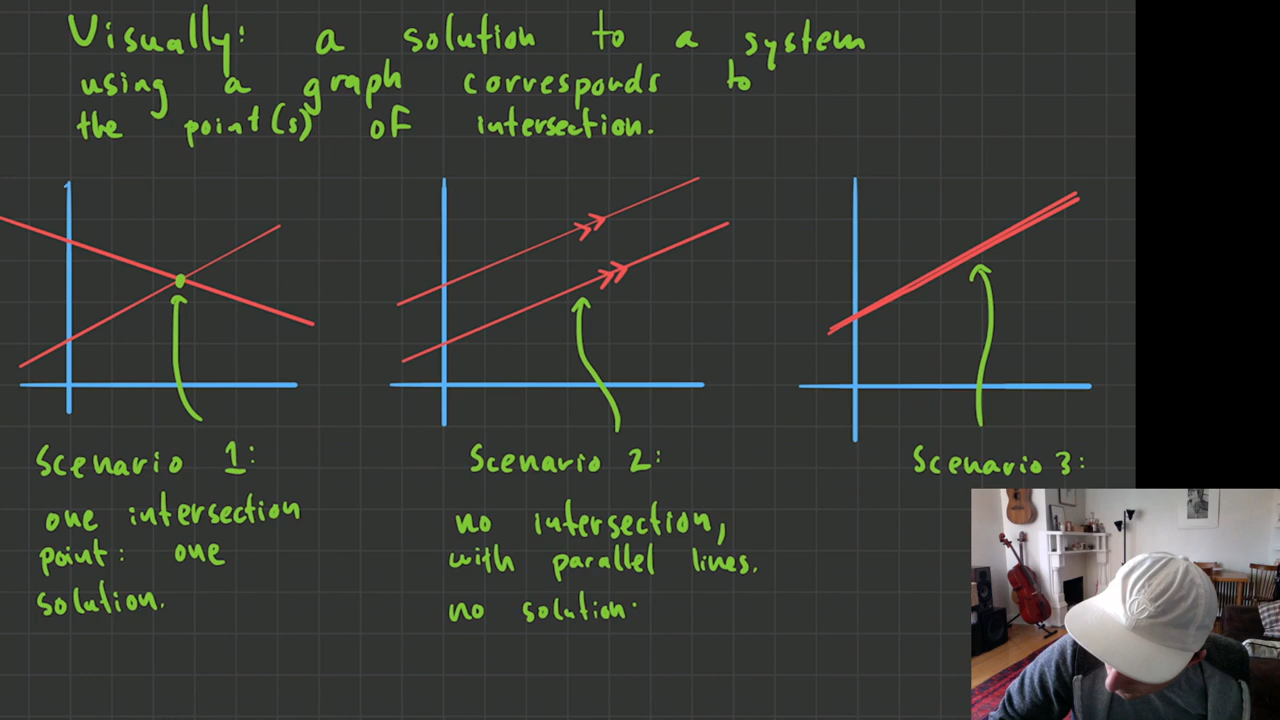 Visually: a solution to a system
using a graph corresponds to
the point(s) of intersection.
Scenario 1:
one intersection
point: one
solution.
Scenario 2:
no intersection,
with parallel lines.
no solution.
Scenario 3: